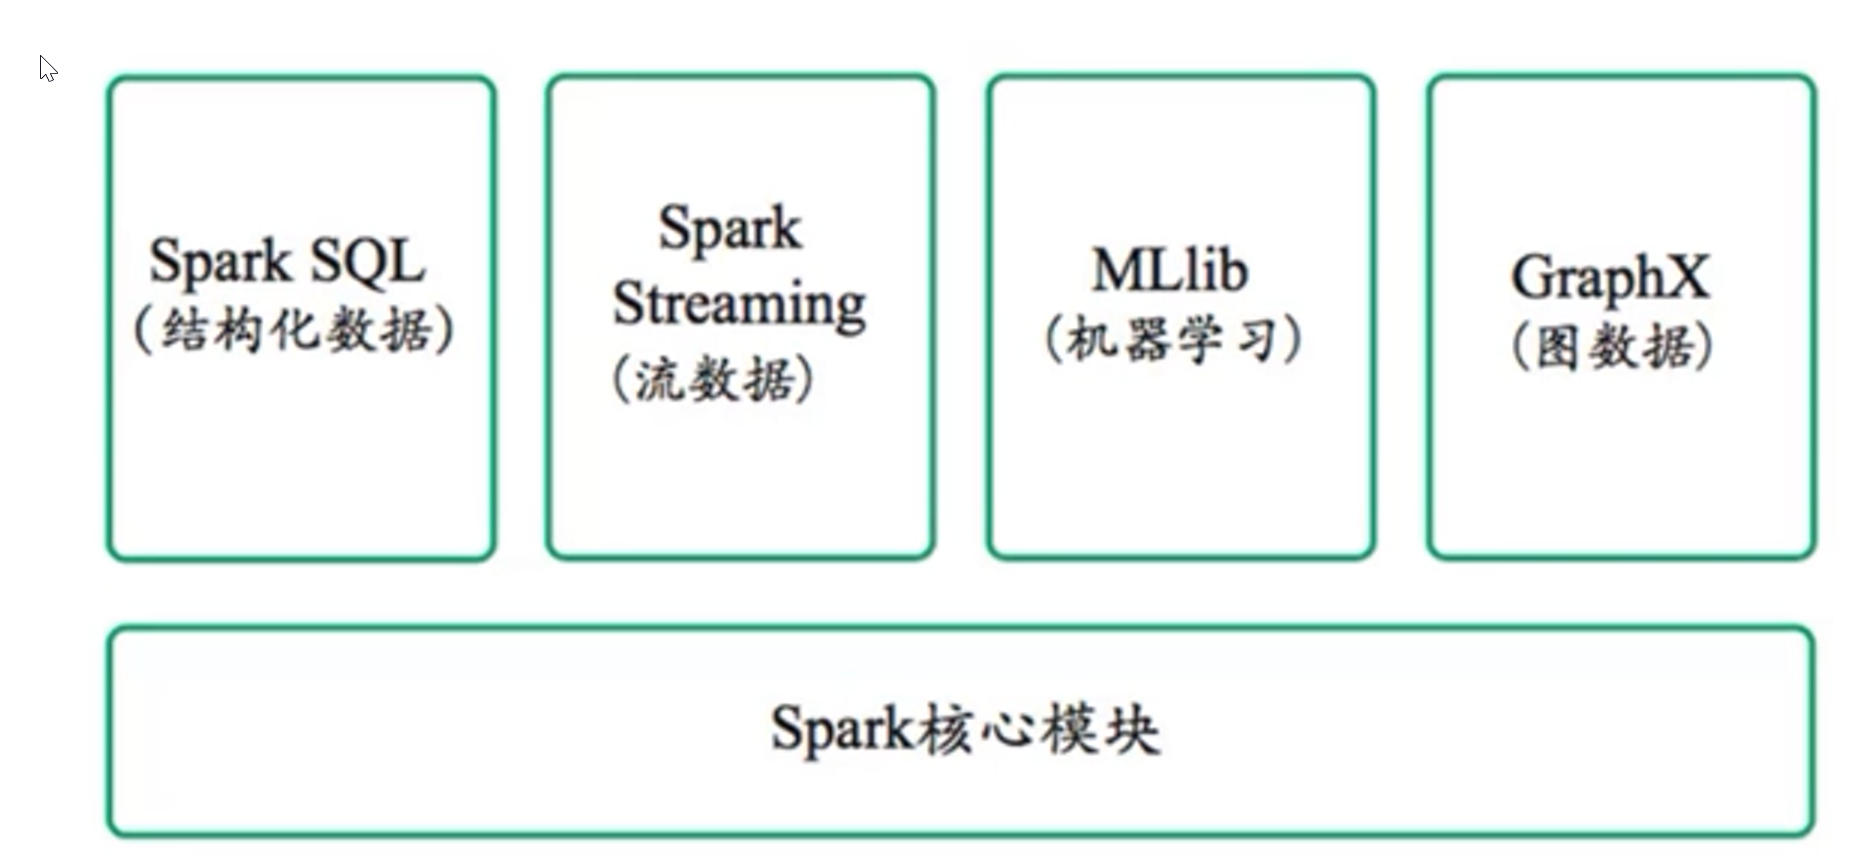 Spark SQL
(结构化数据)
Spark
Streaming
(流数据)
MLlib
(机器学习)
GraphX
(图数据)
Spark核心模块